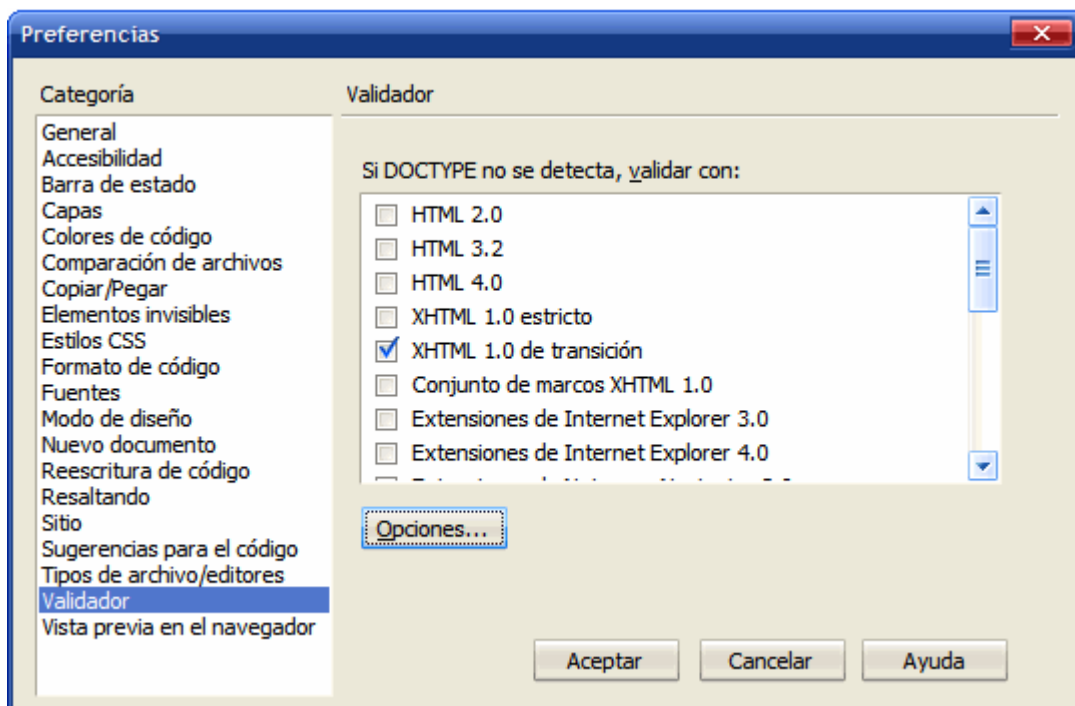 Preferencias
Categoría
Validador
General
Accesibilidad
Barra de estado
Capas
Colores de código
Comparación de archivos
Copiar/Pegar
Elementos invisibles
Estilos CSS
Formato de código
Fuentes
Modo de diseño
Nuevo documento
Reescritura de código
Resaltando
Sitio
Sugerencias para el código
Tipos de archivo/editores
Validador
Vista previa en el navegador
Si DOCTYPE no se detecta, validar con:
HTML 2.0
HTML 3.2
HTML 4.0
XHTML 1.0 estricto
XHTML 1.0 de transición
Conjunto de marcos XHTML 1.0
Extensiones de Internet Explorer 3.0
Extensiones de Internet Explorer 4.0
Opciones...
Aceptar
Cancelar
Ayuda